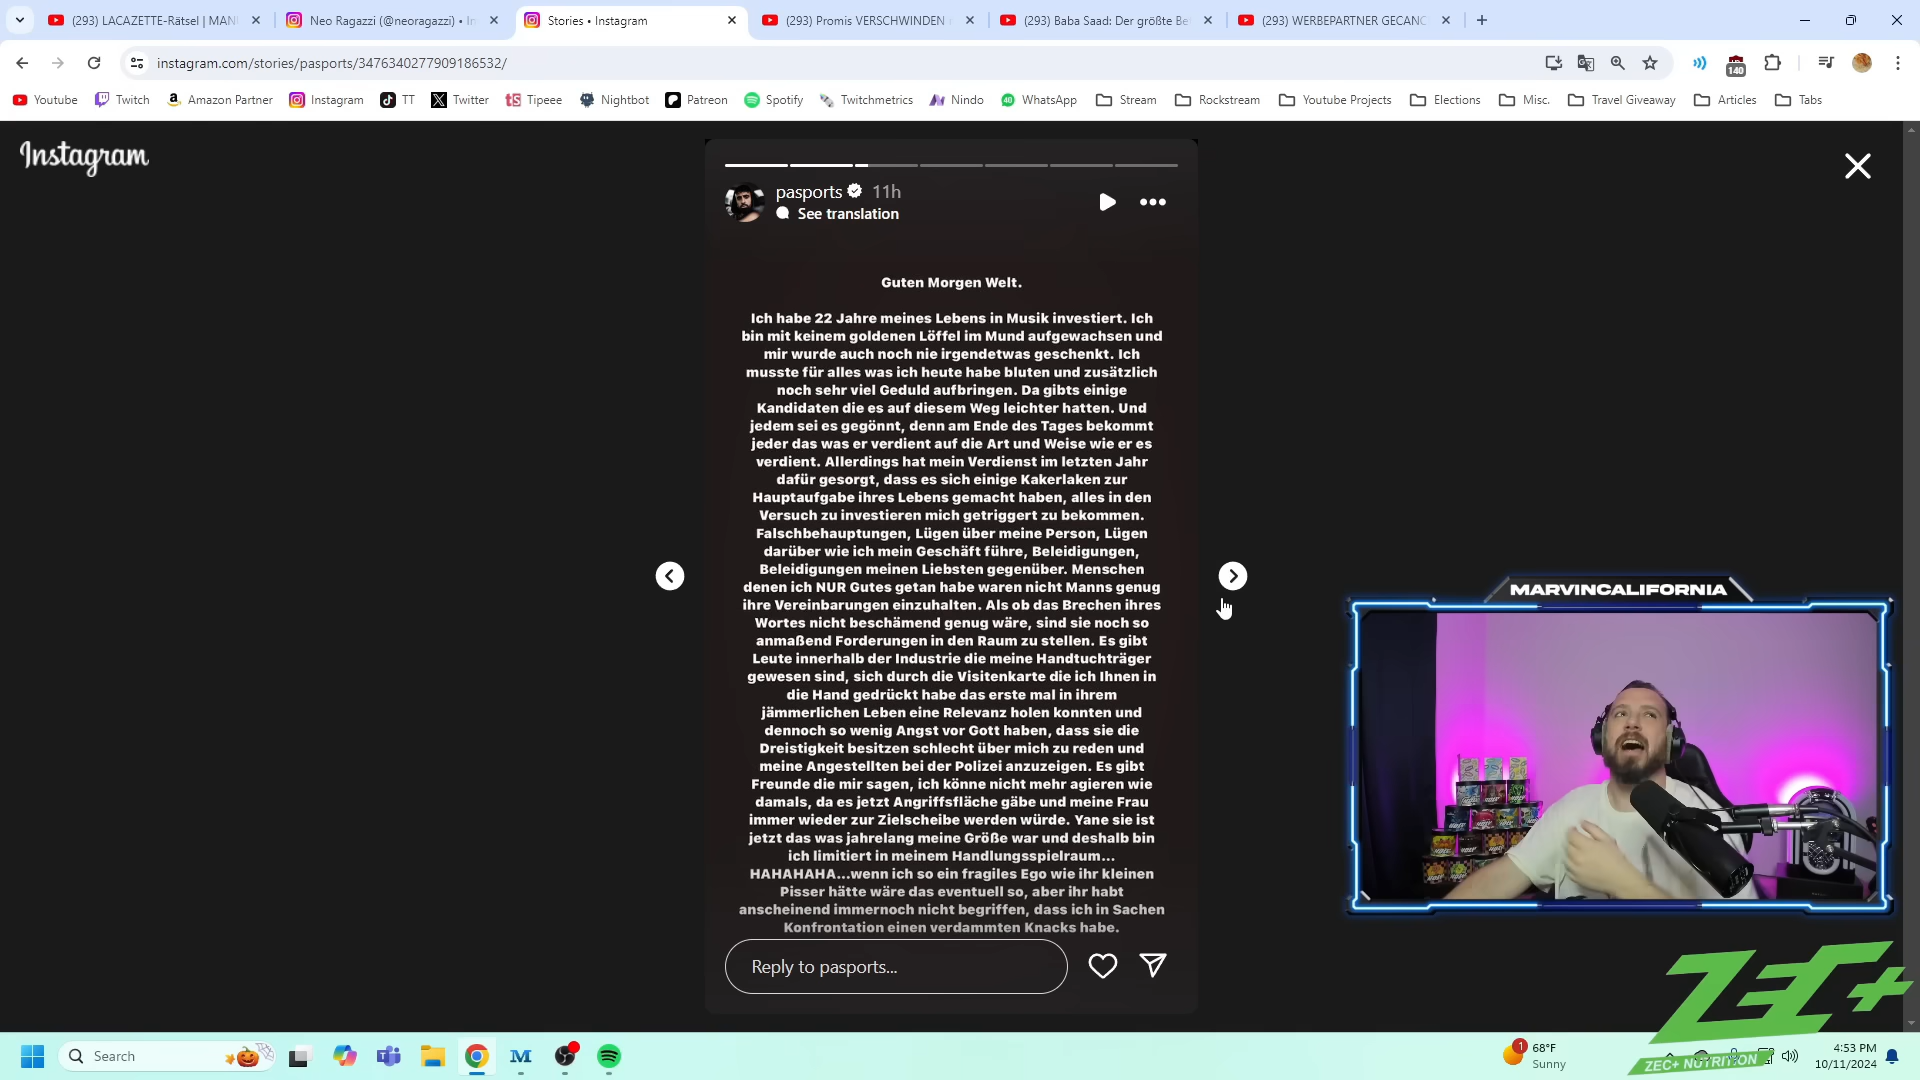 (293) LACAZETTE-Rätsel | MAN
Neo Ragazzi (@neoragazzi) • In
Stories • Instagram
(293) Promis VERSCHWINDEN
(293) Baba Saad: Der größte Be
(293) WERBEPARTNER GECANC
instagram.com/stories/pasports/3476340277909186532/
140
Youtube
Twitch
Amazon Partner
Instagram
TT
Twitter
Tipeee
Nightbot
Patreon
Spotify
Twitchmetrics
Nindo
WhatsApp
Stream
Rockstream
Youtube Projects
Elections
Misc.
Travel Giveaway
Articles
Tabs
Instagram
pasports 11h
See translation
Guten Morgen Welt.
Ich habe 22 Jahre meines Lebens in Musik investiert. Ich
bin mit keinem goldenen Löffel im Mund aufgewachsen und
mir wurde auch noch nie irgendetwas geschenkt. Ich
musste für alles was ich heute habe bluten und zusätzlich
noch sehr viel Geduld aufbringen. Da gibts einige
Kandidaten die es auf diesem Weg leichter hatten. Und
jedem sei es gegönnt, denn am Ende des Tages bekommt
jeder das was er verdient auf die Art und Weise wie er es
verdient. Allerdings hat mein Verdienst im letzten Jahr
dafür gesorgt, dass es sich einige Kakerlaken zur
Hauptaufgabe ihres Lebens gemacht haben, alles in den
Versuch zu investieren mich getriggert zu bekommen.
Falschbehauptungen, Lügen über meine Person, Lügen
darüber wie ich mein Geschäft führe, Beleidigungen,
Beleidigungen meinen Liebsten gegenüber. Menschen
denen ich NUR Gutes getan habe waren nicht Manns genug
ihre Vereinbarungen einzuhalten. Als ob das Brechen ihres
Wortes nicht beschämend genug wäre, sind sie noch so
anmaßend Forderungen in den Raum zu stellen. Es gibt
Leute innerhalb der Industrie die meine Handtuchträger
gewesen sind, sich durch die Visitenkarte die ich Ihnen in
die Hand gedrückt habe das erste mal in ihrem
jämmerlichen Leben eine Relevanz holen konnten und
dennoch so wenig Angst vor Gott haben, dass sie die
Dreistigkeit besitzen schlecht über mich zu reden und
meine Angestellten bei der Polizei anzuzeigen. Es gibt
Freunde die mir sagen, ich könne nicht mehr agieren wie
damals, da es jetzt Angriffsfläche gäbe und meine Frau
immer wieder zur Zielscheibe werden würde. Yane sie ist
jetzt das was jahrelang meine Größe war und deshalb bin
ich limitiert in meinem Handlungsspielraum...
HAHAHAHA...wenn ich so ein fragiles Ego wie ihr kleinen
Pisser hätte wäre das eventuell so, aber ihr habt
anscheinend immernoch nicht begriffen, dass ich in Sachen
Konfrontation einen verdammten Knacks habe.
Reply to pasports...
MARVINCALIFORNIA
ZEC+
ZEC+ NUTRITION
Search
1
68°F
Sunny
4:53 PM
10/11/2024